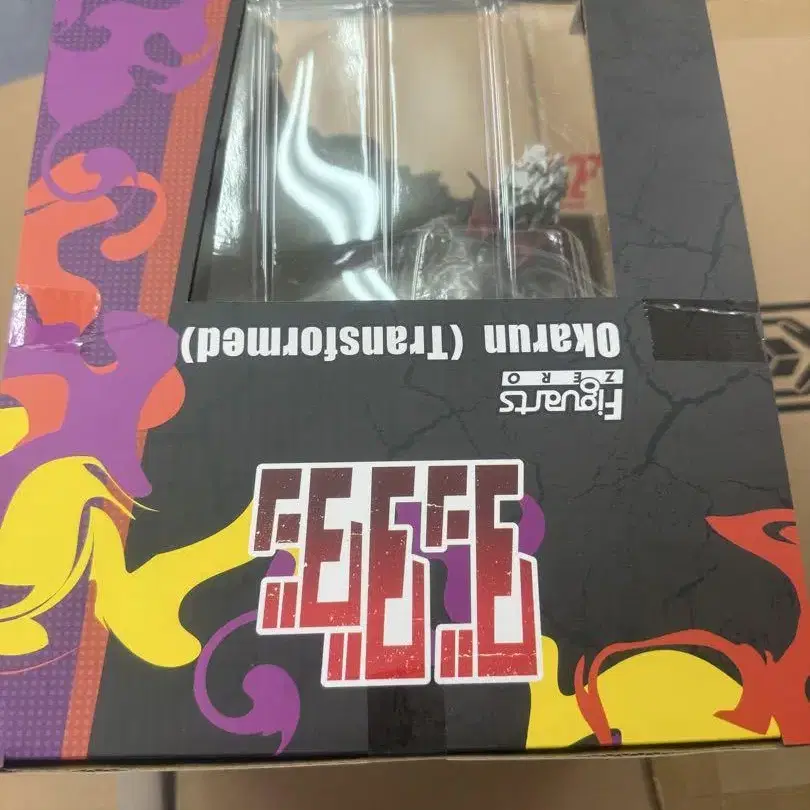 ダンダダン
Figuarts
ZERO
Okarun (Transformed)